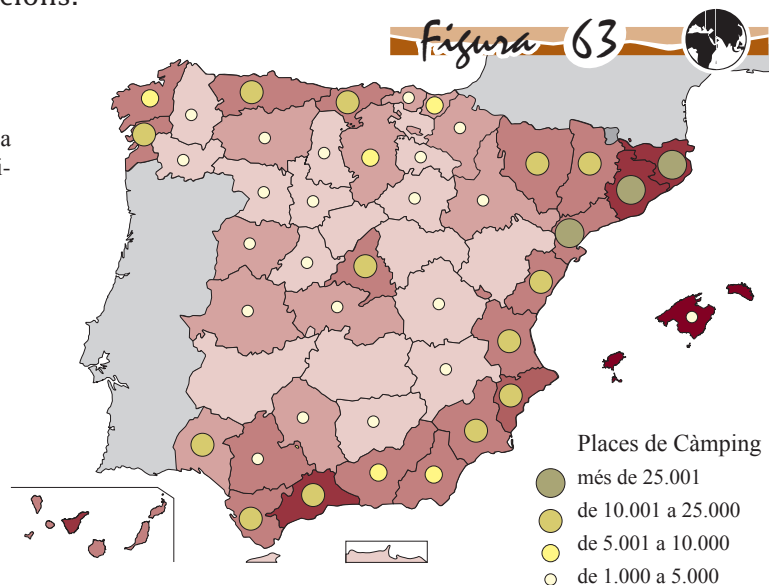 cions.
Figura 63
a
i-
Places de Càmping
més de 25.001
de 10.001 a 25.000
de 5.001 a 10.000
de 1.000 a 5.000